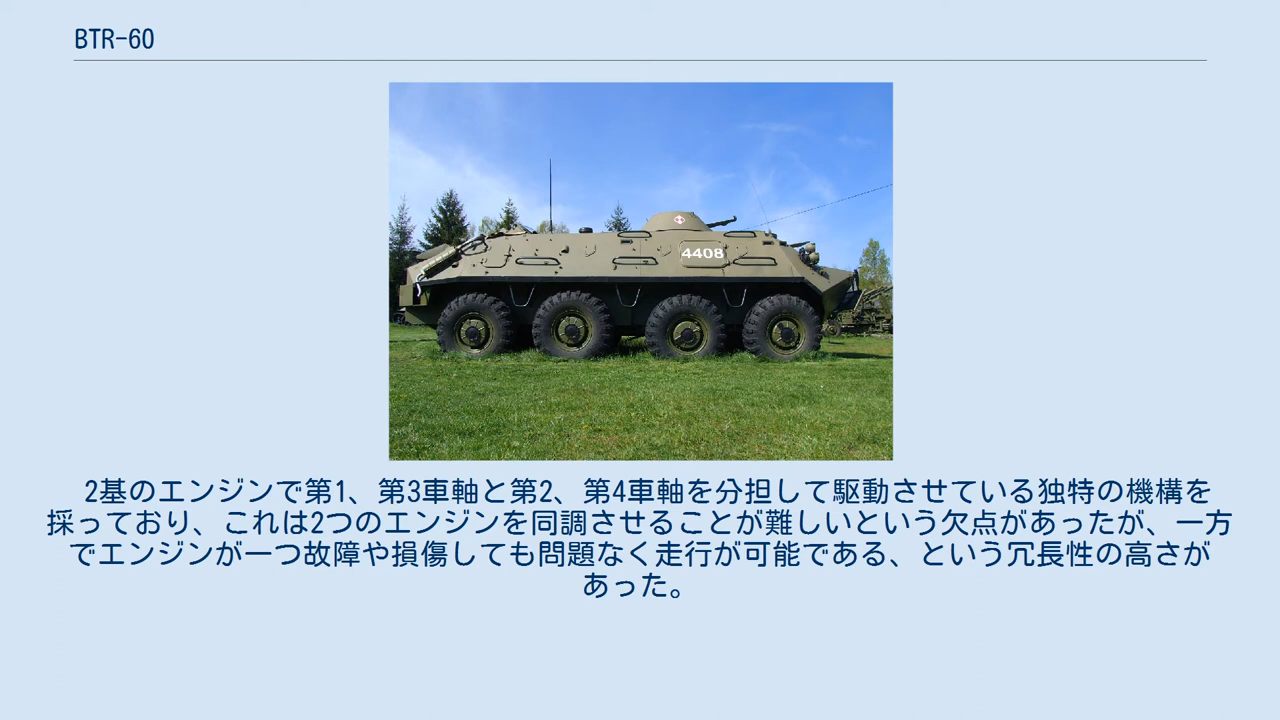 BTR-60
4408
2基のエンジンで第1、第3車軸と第2、第4車軸を分担して駆動させている独特の機構を
採っており、これは2つのエンジンを同調させることが難しいという欠点があったが、一方
でエンジンが一つ故障や損傷しても問題なく走行が可能である、という冗長性の高さが
あった。